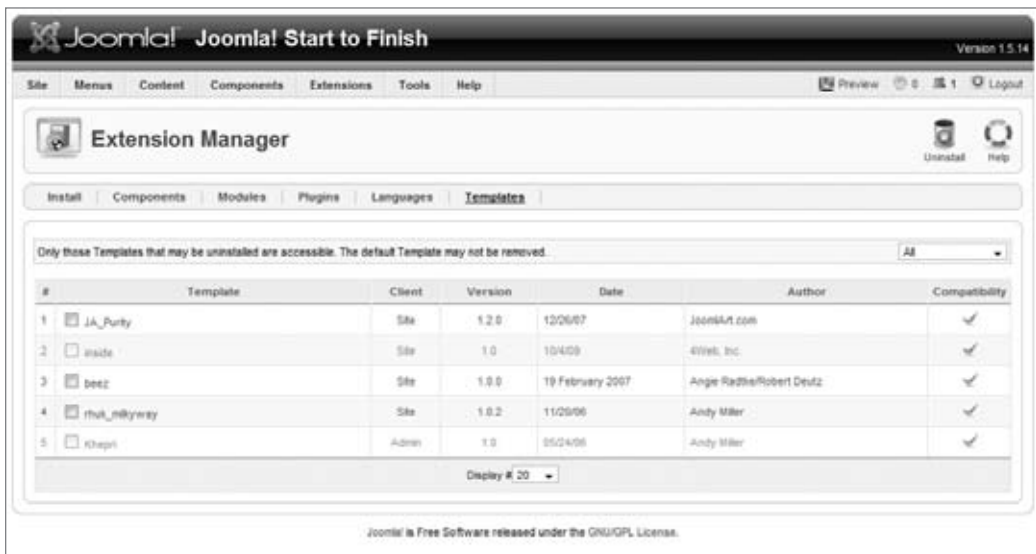 Joomla! Joomla! Start to Finish
Version 1.5.14
Site Menus Content Components Extensions Tools Help Preview 0 1 Logout
Extension Manager
Uninstall Help
Install Components Modules Plugins Languages Templates
Only those Templates that may be uninstalled are accessible. The default Template may not be removed.
All
# Template Client Version Date Author Compatibility
1 JA_Purity Site 1.2.0 12/26/07 JoomlArt.com
2 inside Site 1.0 10/4/09 4Web, Inc.
3 beez Site 1.0.0 19 February 2007 Angie Radtke/Robert Deutz
4 rhuk_milkyway Site 1.0.2 11/20/06 Andy Miller
5 Khepri Admin 1.0 05/24/06 Andy Miller
Display # 20
Joomla! is Free Software released under the GNU/GPL License.